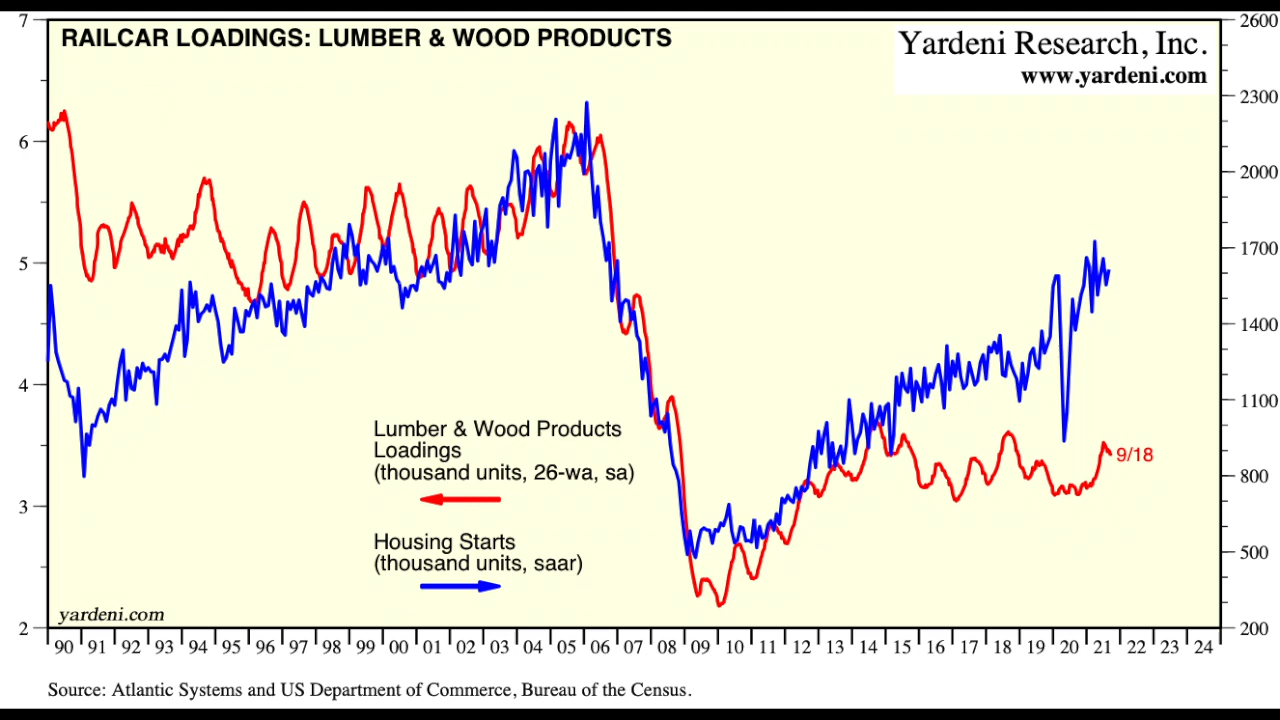 RAILCAR LOADINGS: LUMBER & WOOD PRODUCTS
Yardeni Research, Inc.
www.yardeni.com
7
6
5
4
3
2
2600
2300
2000
1700
1400
1100
800
500
200
Lumber & Wood Products
Loadings
(thousand units, 26-wa, sa)
9/18
Housing Starts
(thousand units, saar)
yardeni.com
90 91 92 93 94 95 96 97 98 99 00 01 02 03 04 05 06 07 08 09 10 11 12 13 14 15 16 17 18 19 20 21 22 23 24
Source: Atlantic Systems and US Department of Commerce, Bureau of the Census.